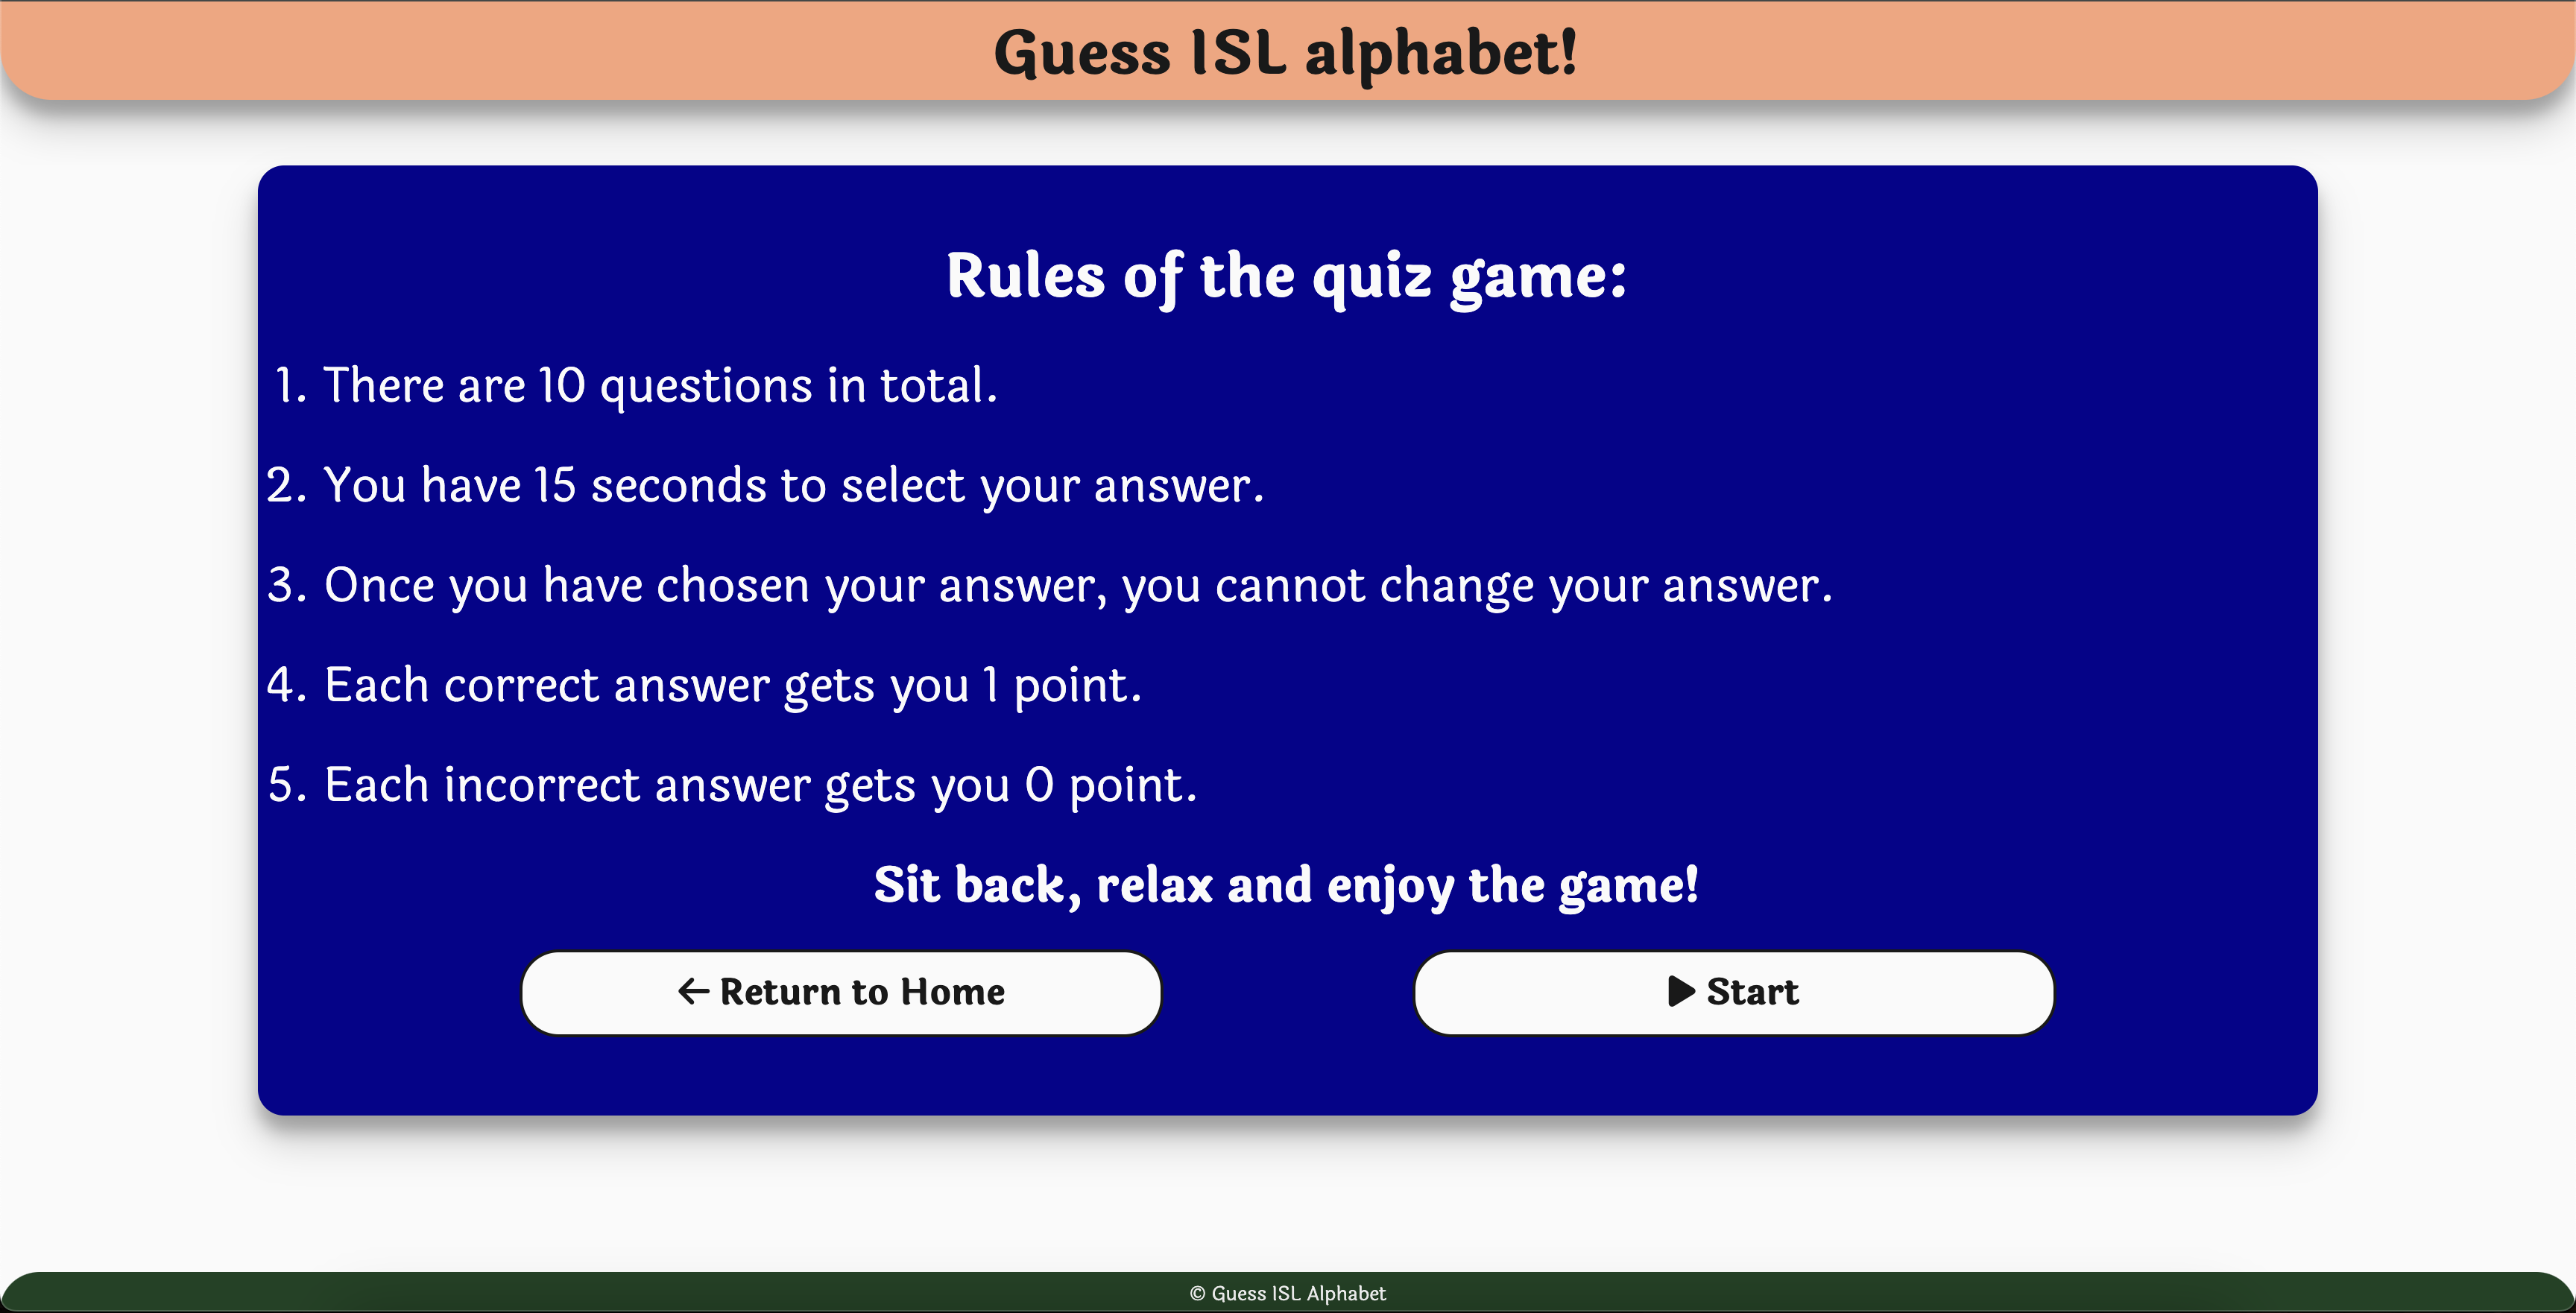 Guess ISL alphabet!
Rules of the quiz game:
1. There are 10 questions in total.
2. You have 15 seconds to select your answer.
3. Once you have chosen your answer, you cannot change your answer.
4. Each correct answer gets you 1 point.
5. Each incorrect answer gets you 0 point.
Sit back, relax and enjoy the game!
Return to Home
Start
© Guess ISL Alphabet